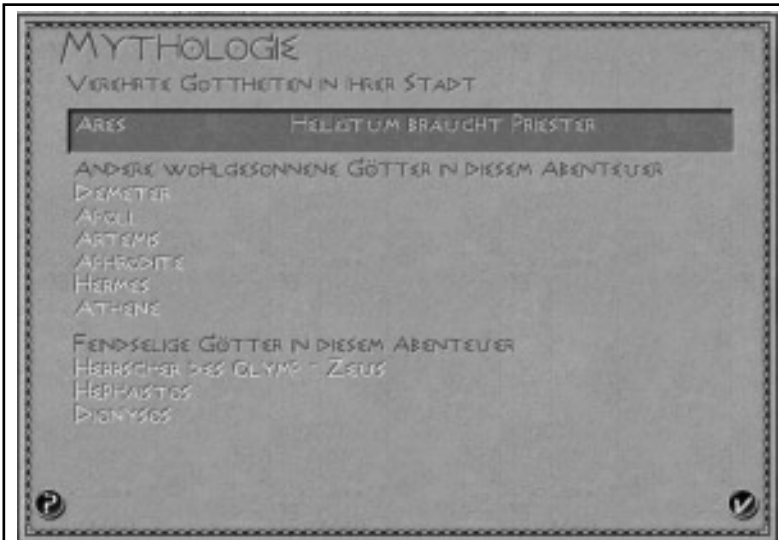 MYTHOLOGIE
VEREHRTE GOTTHEITEN IN IHRER STADT
ARES HEILIGTUM BRAUCHT PRIESTER
ANDERE WOHLGESONNENE GÖTTER IN DIESEM ABENTEUER
DEMETER
APOLL
ARTEMIS
APHRODITE
HERMES
ATHENE
FEINDSELIGE GÖTTER IN DIESEM ABENTEUER
HERRSCHER DES OLYMP - ZEUS
HEPHAISTOS
DIONYSOS
?